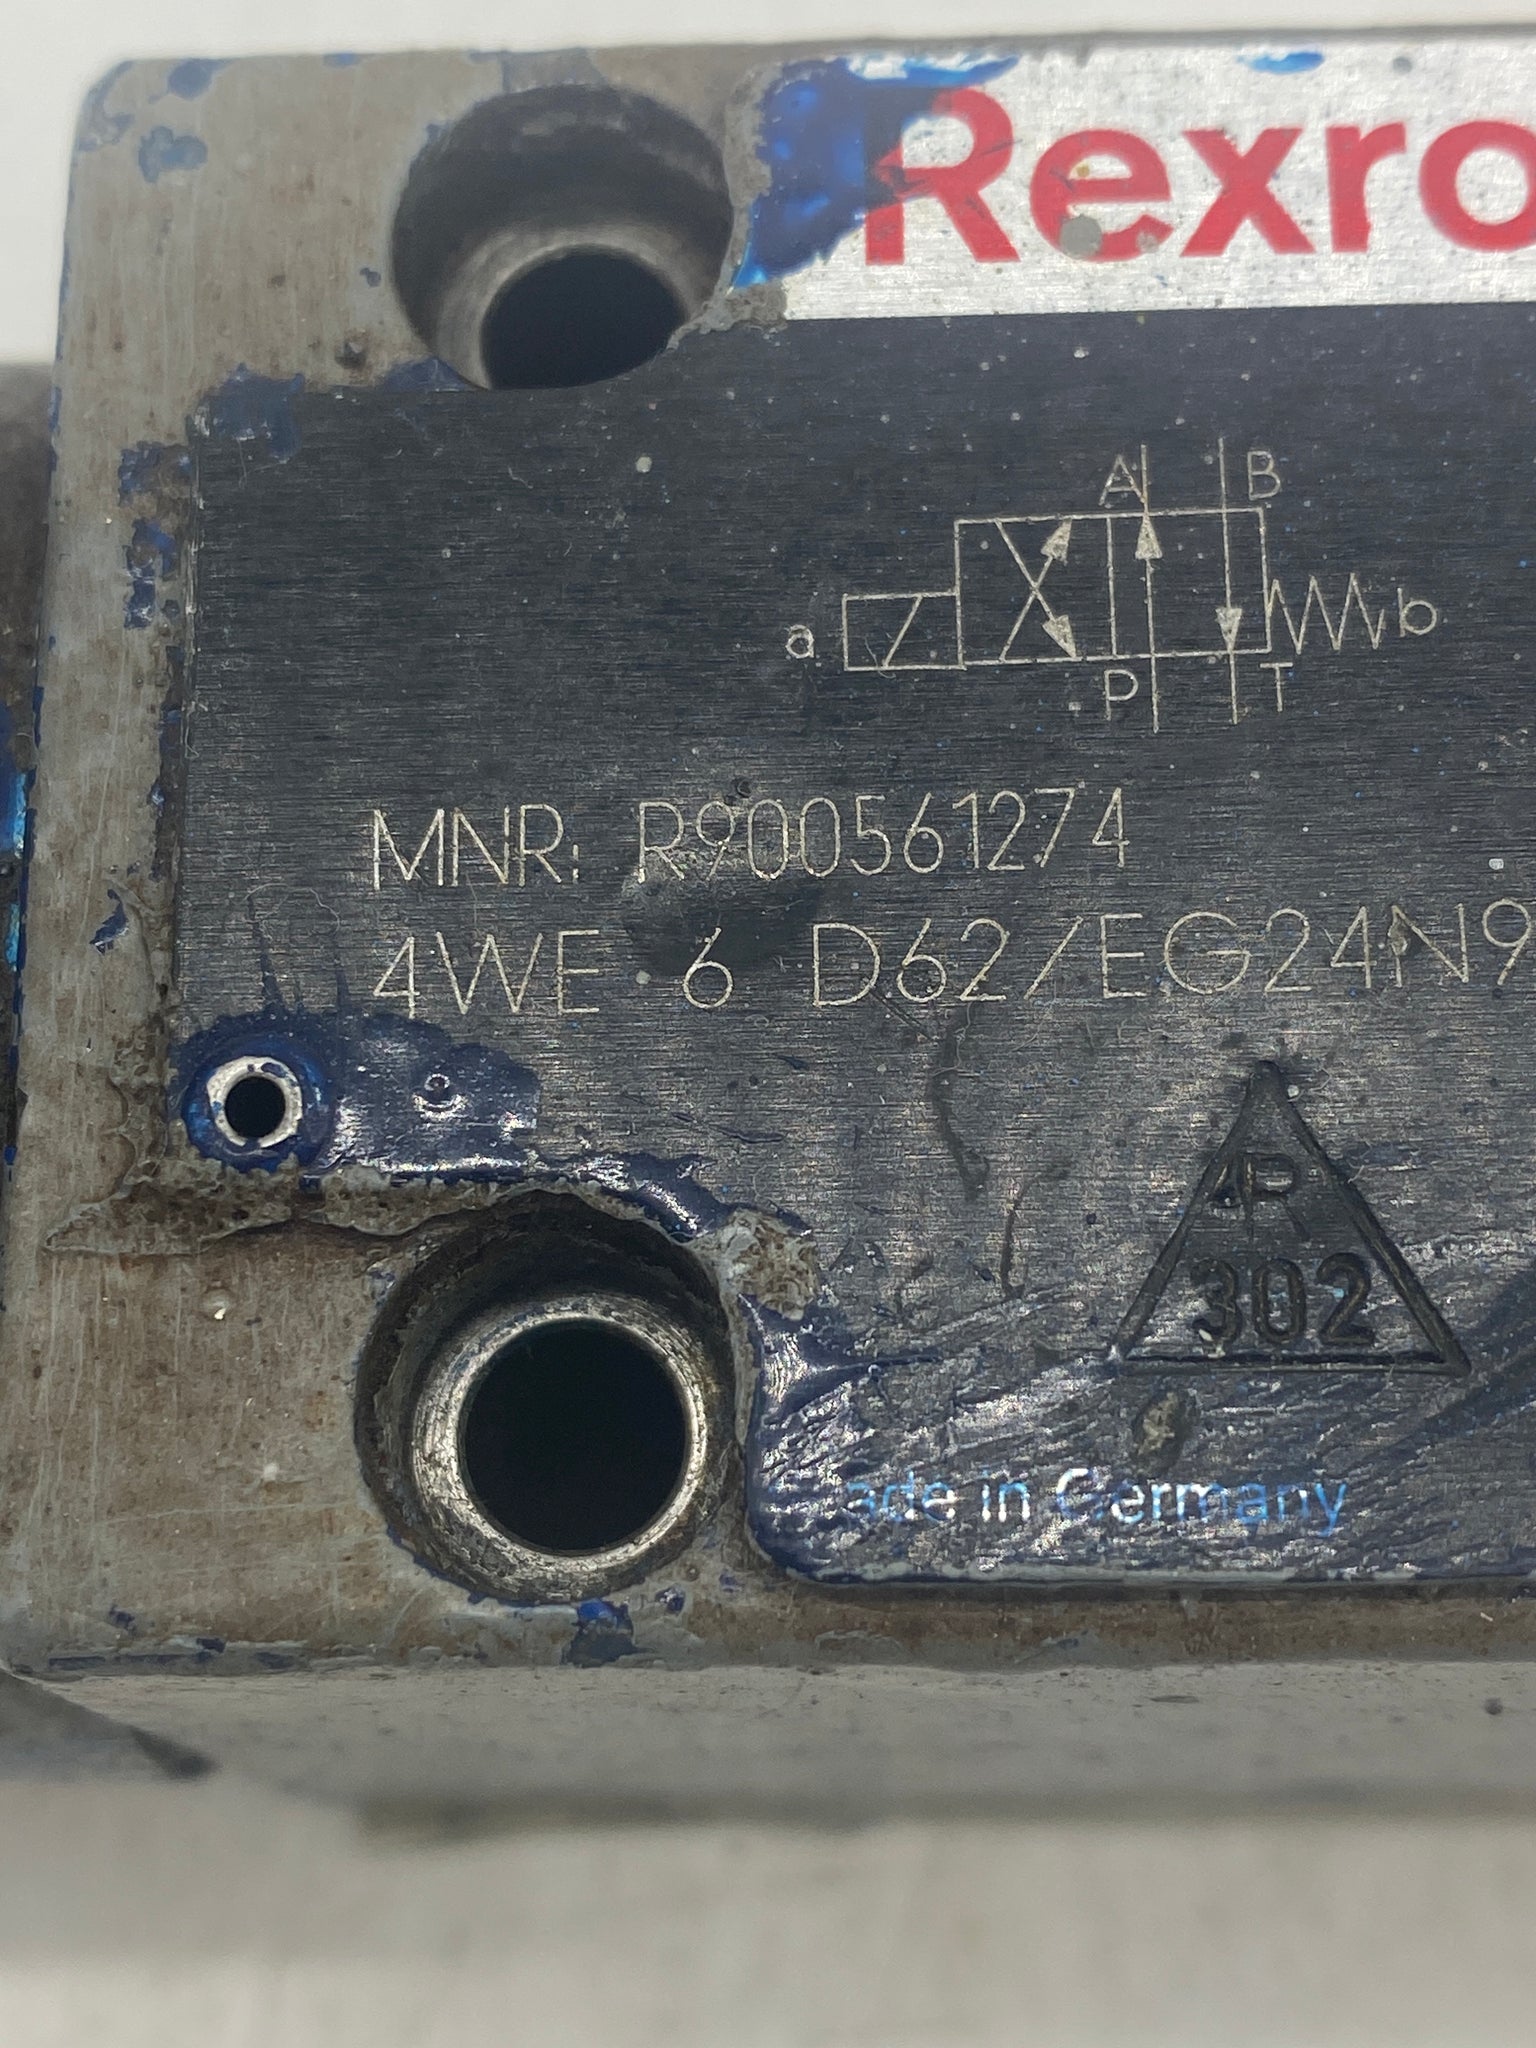 Rexro
A B
a b
P T
MNR: R900561274
4WE 6 D62/EG24N9
302
ade in Germany